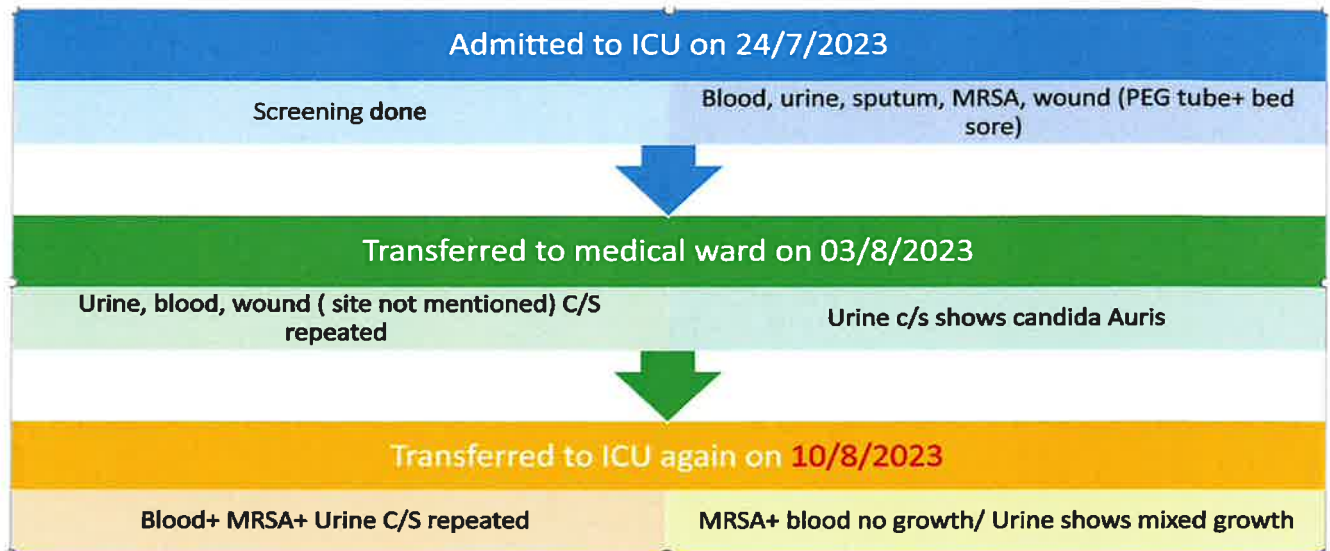 Admitted to ICU on 24/7/2023
Screening done
Blood, urine, sputum, MRSA, wound (PEG tube+ bed
sore)
Transferred to medical ward on 03/8/2023
Urine, blood, wound ( site not mentioned) C/S
repeated
Urine c/s shows candida Auris
Transferred to ICU again on 10/8/2023
Blood+ MRSA+ Urine C/S repeated
MRSA+ blood no growth/ Urine shows mixed growth